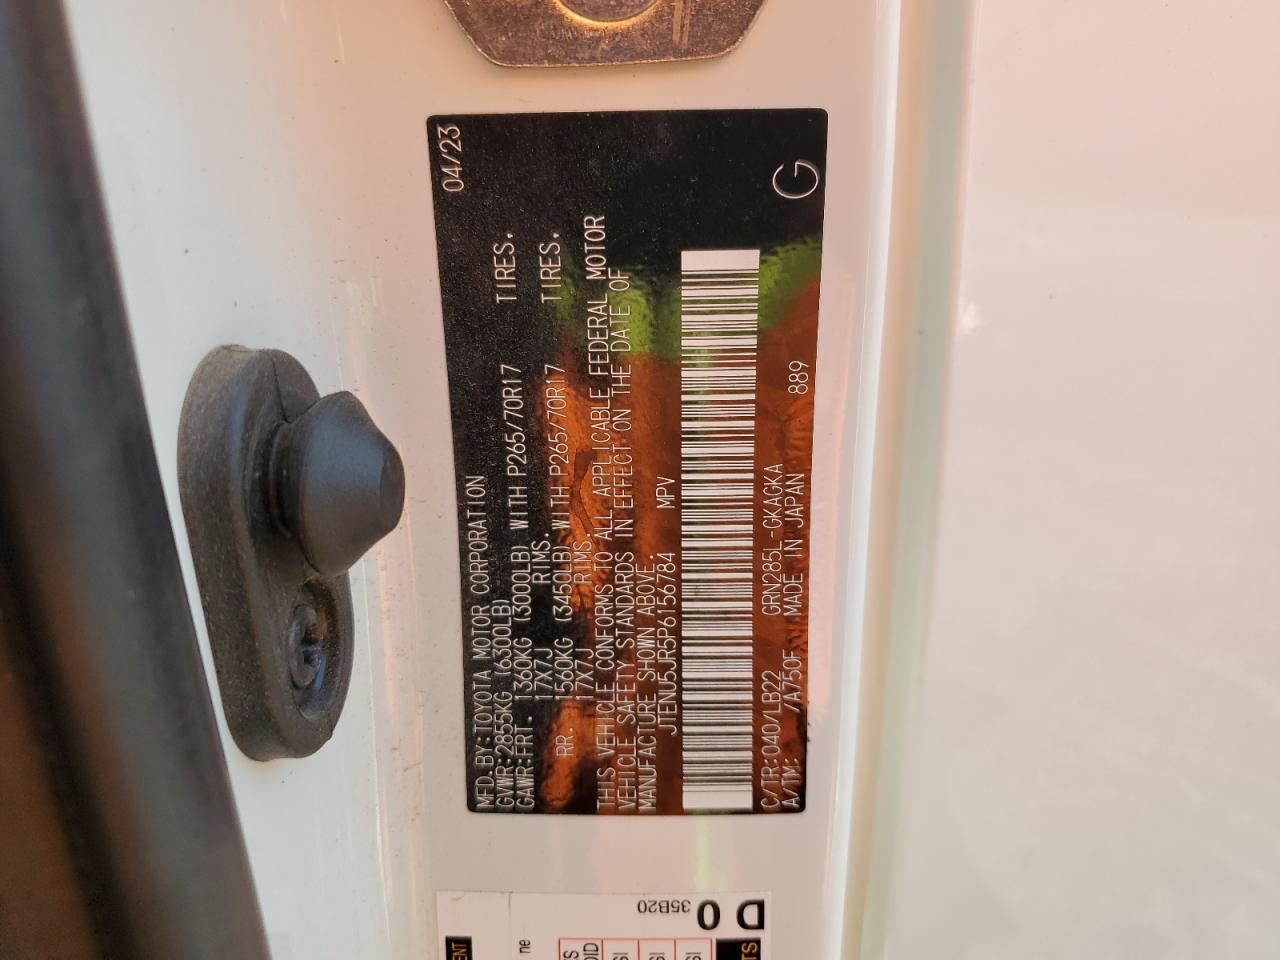 04/23
MFD.BY:TOYOTA MOTOR CORPORATION
GVWR:2855KG (6300LB)
GAWR:FRT. 1360KG (3000LB) WITH P265/70R17 TIRES.
17X7J RIMS.
RR. 1560KG (3450LB) WITH P265/70R17 TIRES.
17X7J RIMS.
THIS VEHICLE CONFORMS TO ALL APPLICABLE FEDERAL MOTOR
VEHICLE SAFETY STANDARDS IN EFFECT ON THE DATE OF
MANUFACTURE SHOWN ABOVE.
JTENU5JR5P6156784 MPV
C/TR:040/LB22 GRN285L-GKAGKA
A/TM: /A750F MADE IN JAPAN 889
G
35B20
D 0